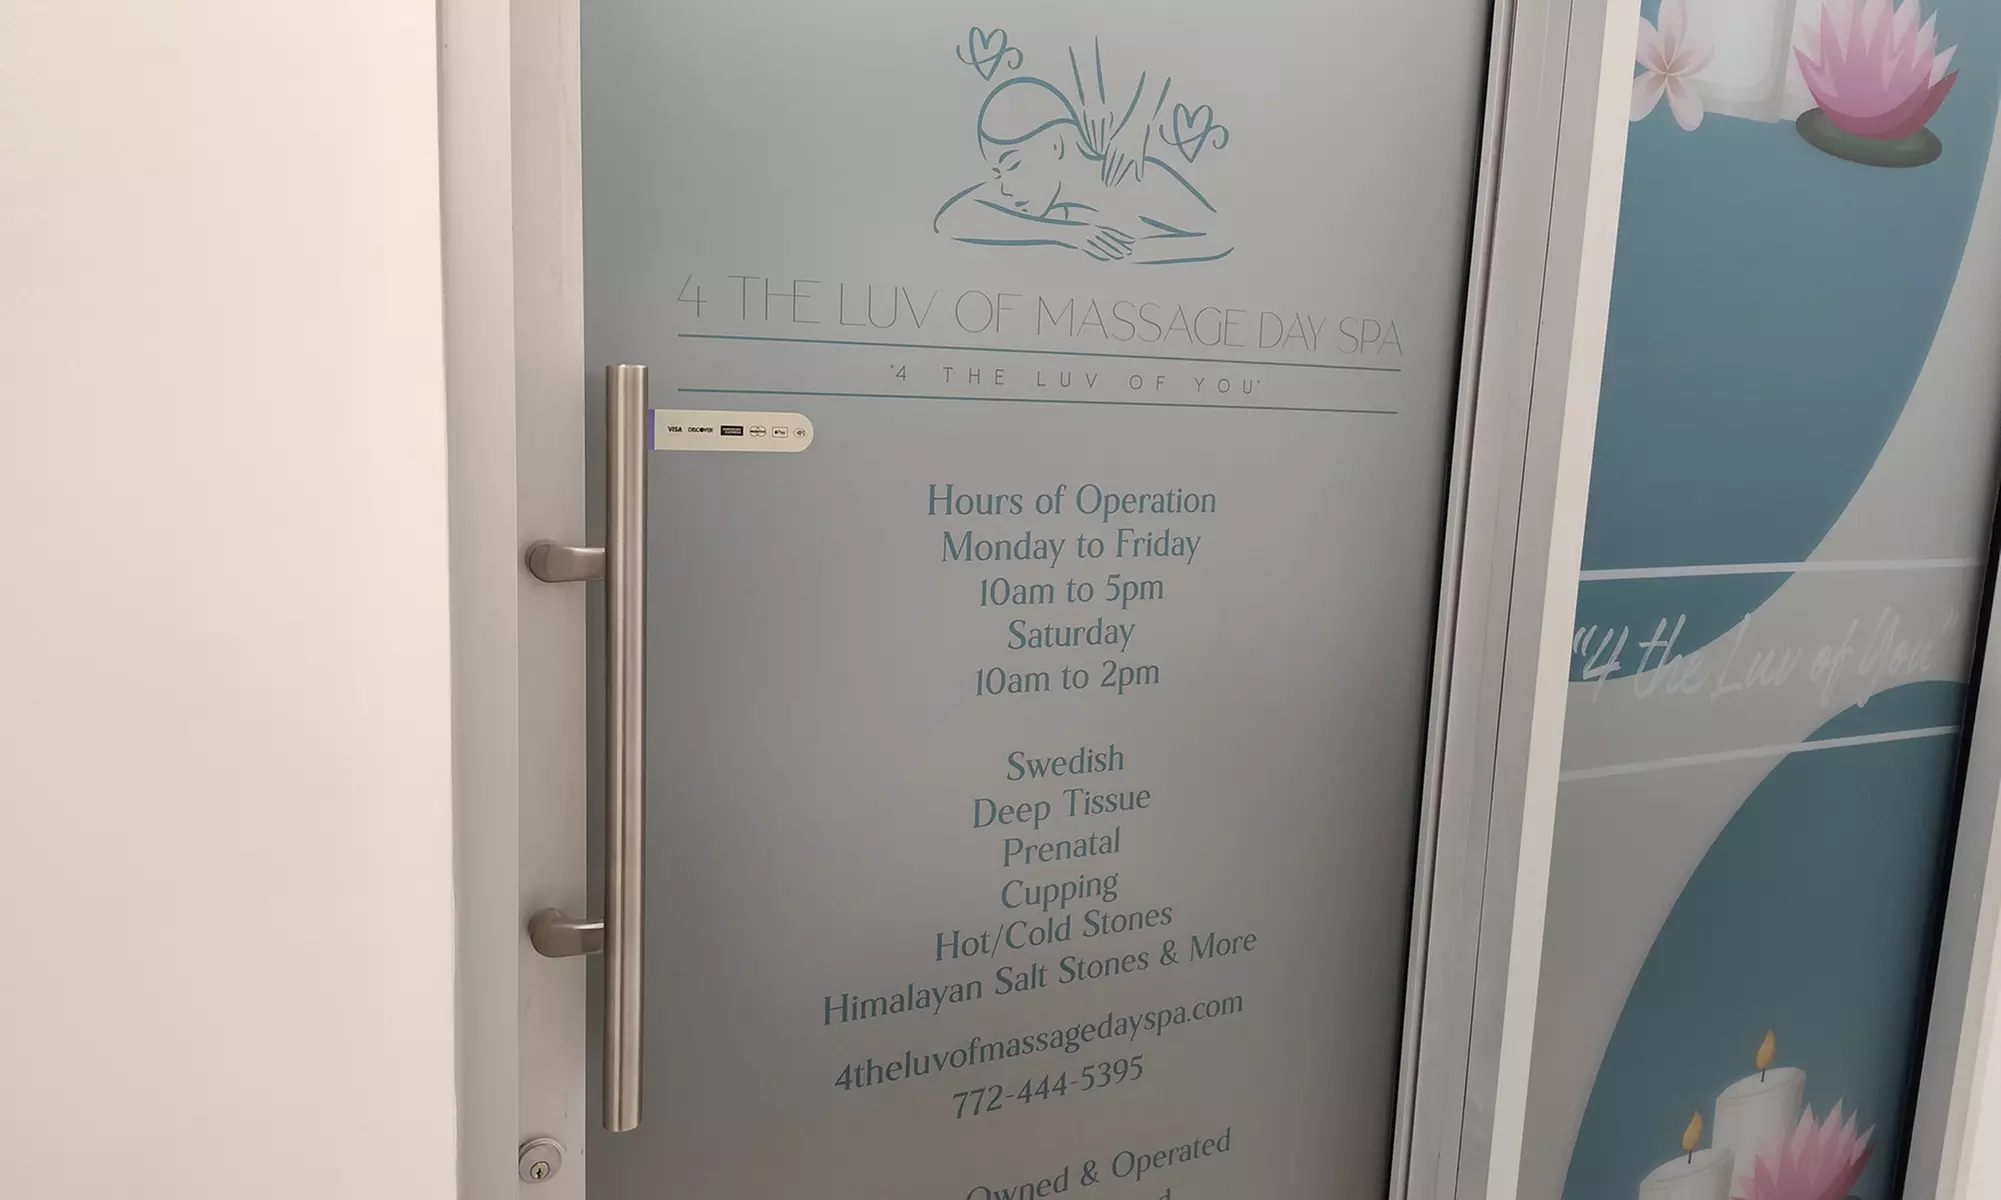 4 THE LUV OF MASSAGE DAY SPA
"4 THE LUV OF YOU"
VISA DISCOVER
Hours of Operation
Monday to Friday
10am to 5pm
Saturday
10am to 2pm
Swedish
Deep Tissue
Prenatal
Cupping
Hot/Cold Stones
Himalayan Salt Stones & More
4theluvofmassagedayspa.com
772-444-5395
Owned & Operated
"4 the Luv of You"